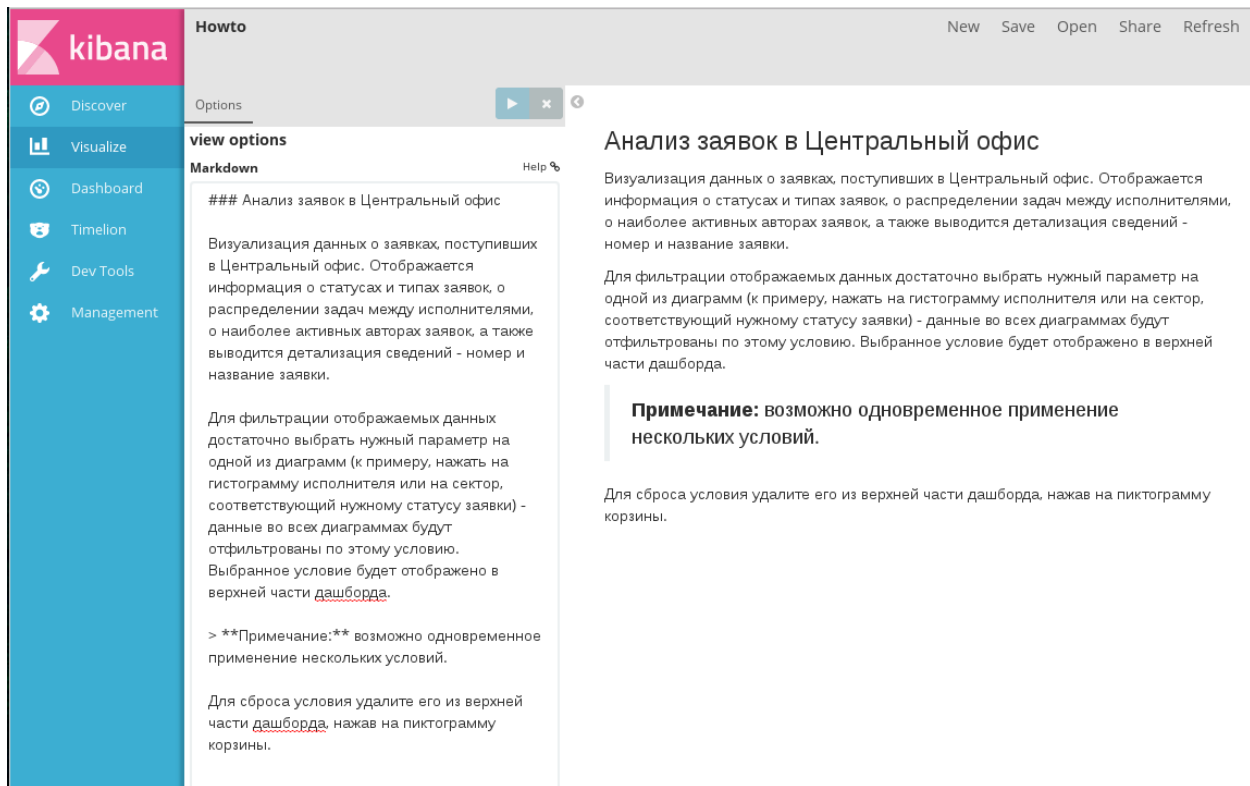 kibana
Howto
New Save Open Share Refresh
Discover
Visualize
Dashboard
Timelion
Dev Tools
Management
Options
view options
Markdown
Help
### Анализ заявок в Центральный офис
Визуализация данных о заявках, поступивших
в Центральный офис. Отображается
информация о статусах и типах заявок, о
распределении задач между исполнителями,
о наиболее активных авторах заявок, а также
выводится детализация сведений - номер и
название заявки.
Для фильтрации отображаемых данных
достаточно выбрать нужный параметр на
одной из диаграмм (к примеру, нажать на
гистограмму исполнителя или на сектор,
соответствующий нужному статусу заявки) -
данные во всех диаграммах будут
отфильтрованы по этому условию.
Выбранное условие будет отображено в
верхней части дашборда.
> **Примечание:** возможно одновременное
применение нескольких условий.
Для сброса условия удалите его из верхней
части дашборда, нажав на пиктограмму
корзины.
Анализ заявок в Центральный офис
Визуализация данных о заявках, поступивших в Центральный офис. Отображается
информация о статусах и типах заявок, о распределении задач между исполнителями,
о наиболее активных авторах заявок, а также выводится детализация сведений -
номер и название заявки.
Для фильтрации отображаемых данных достаточно выбрать нужный параметр на
одной из диаграмм (к примеру, нажать на гистограмму исполнителя или на сектор,
соответствующий нужному статусу заявки) - данные во всех диаграммах будут
отфильтрованы по этому условию. Выбранное условие будет отображено в верхней
части дашборда.
Примечание: возможно одновременное применение
нескольких условий.
Для сброса условия удалите его из верхней части дашборда, нажав на пиктограмму
корзины.